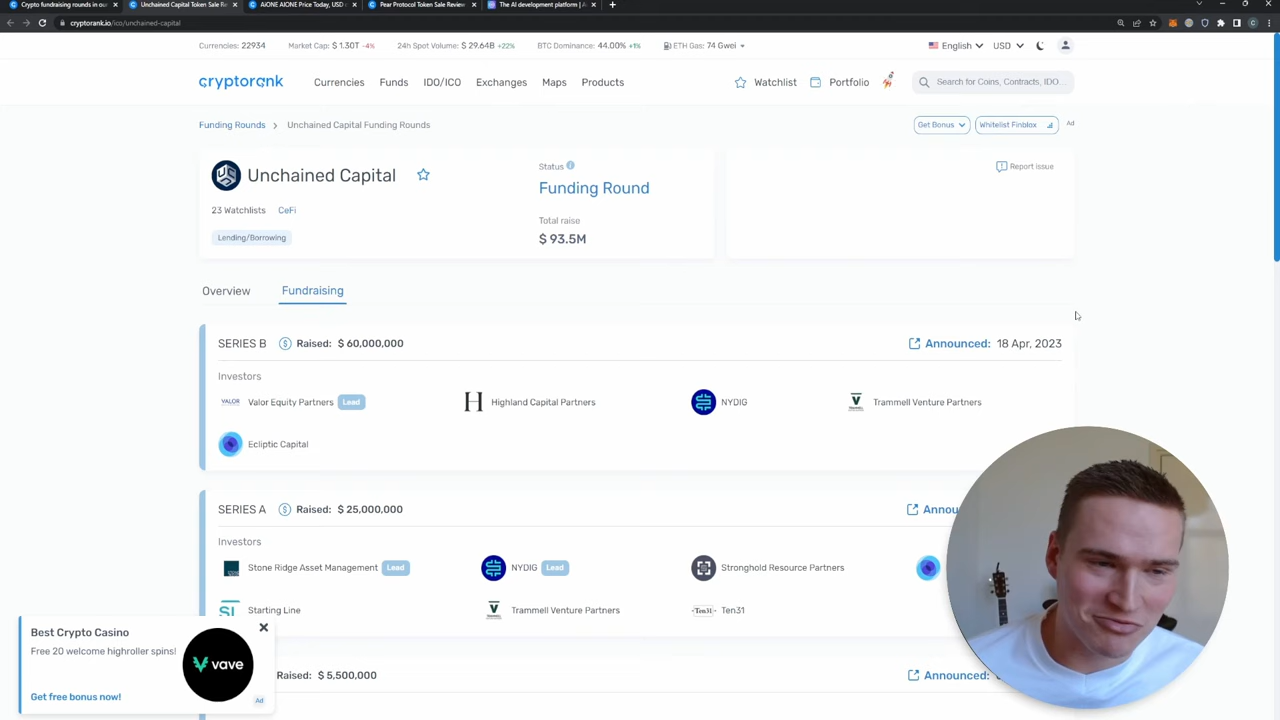 Crypto fundraising rounds in our
Unchained Capital Token Sale Re
AiONE AIONE Price Today, USD
Pear Protocol Token Sale Review
The AI development platform | A
cryptorank.io/ico/unchained-capital
Currencies: 22934
Market Cap: $ 1.30T -4%
24h Spot Volume: $ 29.64B +22%
BTC Dominance: 44.00% +1%
ETH Gas: 74 Gwei
English
USD
cryptorank
Currencies
Funds
IDO/ICO
Exchanges
Maps
Products
Watchlist
Portfolio
Search for Coins, Contracts, IDO...
Funding Rounds > Unchained Capital Funding Rounds
Get Bonus
Whitelist Finblox
Ad
Unchained Capital
23 Watchlists
CeFi
Lending/Borrowing
Status
Funding Round
Total raise
$ 93.5M
Report issue
Overview
Fundraising
SERIES B
Raised: $ 60,000,000
Announced: 18 Apr, 2023
Investors
VALOR
Valor Equity Partners
Lead
Highland Capital Partners
NYDIG
Trammell Venture Partners
Ecliptic Capital
SERIES A
Raised: $ 25,000,000
Annou
Investors
Stone Ridge Asset Management
Lead
NYDIG
Lead
Stronghold Resource Partners
Starting Line
Trammell Venture Partners
Ten31
Ten31
Raised: $ 5,500,000
Announced:
Best Crypto Casino
Free 20 welcome highroller spins!
Get free bonus now!
vave
Ad